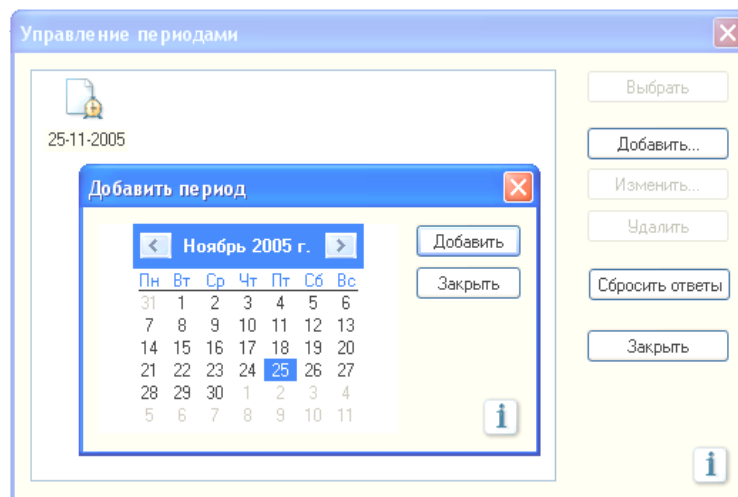 Управление периодами
25-11-2005
Выбрать
Добавить...
Изменить...
Удалить
Сбросить ответы
Закрыть
Добавить период
Ноябрь 2005 г.
Пн Вт Ср Чт Пт Сб Вс
31 1 2 3 4 5 6
7 8 9 10 11 12 13
14 15 16 17 18 19 20
21 22 23 24 25 26 27
28 29 30 1 2 3 4
5 6 7 8 9 10 11
Добавить
Закрыть